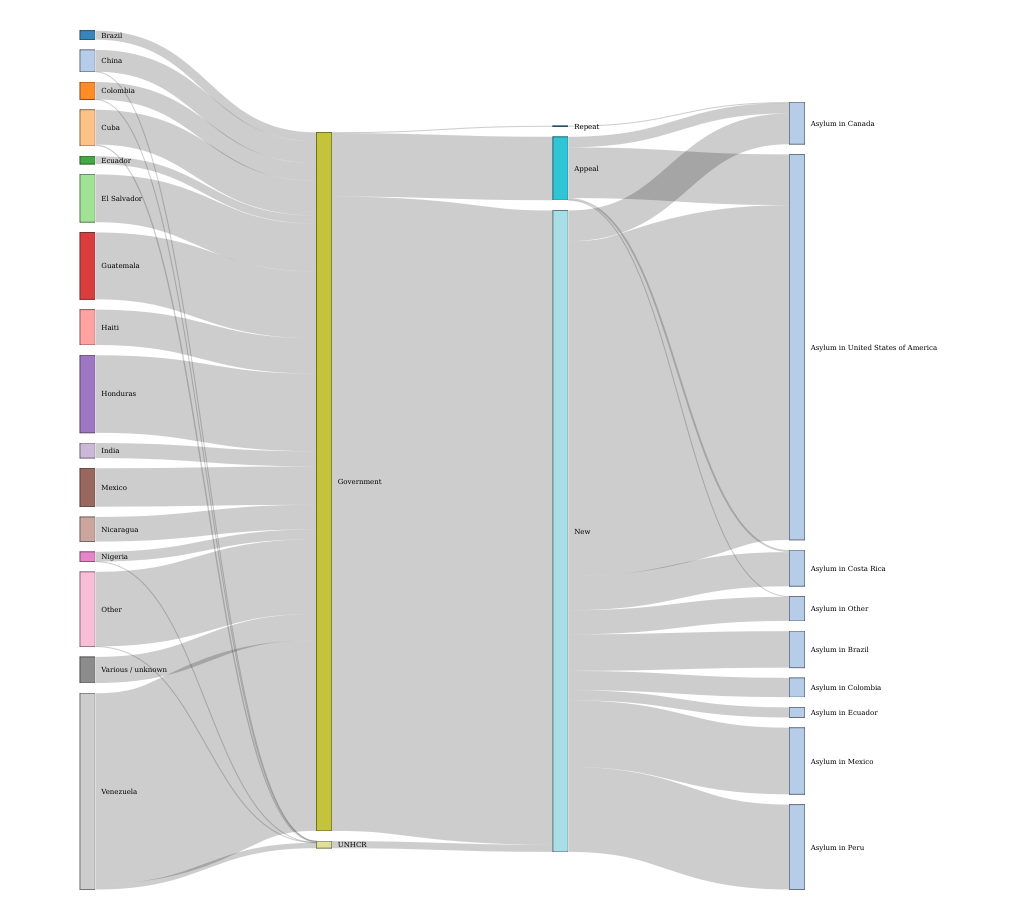 Brazil
China
Colombia
Cuba
Ecuador
El Salvador
Guatemala
Haiti
Honduras
India
Mexico
Nicaragua
Nigeria
Other
Various / unknown
Venezuela
Government
UNHCR
Repeat
Appeal
New
Asylum in Canada
Asylum in United States of America
Asylum in Costa Rica
Asylum in Other
Asylum in Brazil
Asylum in Colombia
Asylum in Ecuador
Asylum in Mexico
Asylum in Peru